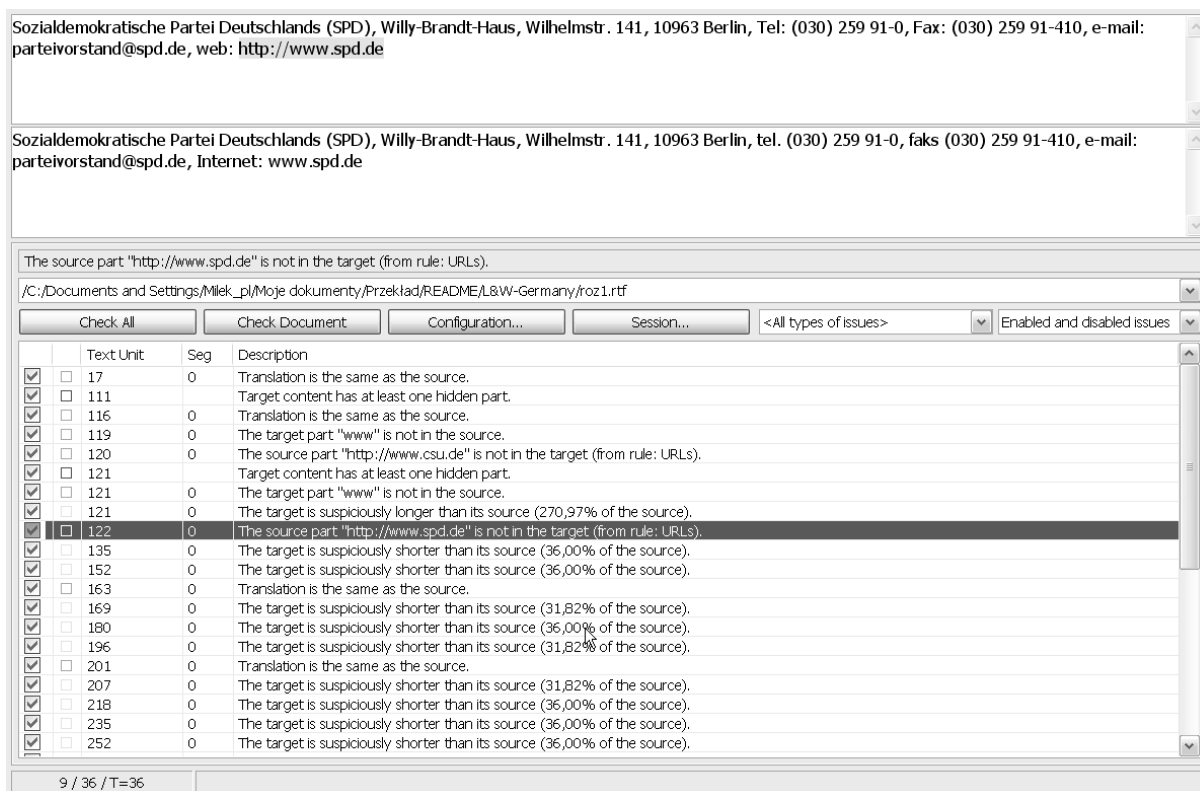 Sozialdemokratische Partei Deutschlands (SPD), Willy-Brandt-Haus, Wilhelmstr. 141, 10963 Berlin, Tel: (030) 259 91-0, Fax: (030) 259 91-410, e-mail:
parteivorstand@spd.de, web: http://www.spd.de
Sozialdemokratische Partei Deutschlands (SPD), Willy-Brandt-Haus, Wilhelmstr. 141, 10963 Berlin, tel. (030) 259 91-0, faks (030) 259 91-410, e-mail:
parteivorstand@spd.de, Internet: www.spd.de
The source part "http://www.spd.de" is not in the target (from rule: URLs).
/C:/Documents and Settings/Milek_pl/Moje dokumenty/Przekład/README/L&W-Germany/roz1.rtf
Check All Check Document Configuration... Session... <All types of issues> Enabled and disabled issues
Text Unit Seg Description
17 0 Translation is the same as the source.
111 Target content has at least one hidden part.
116 0 Translation is the same as the source.
119 0 The target part "www" is not in the source.
120 0 The source part "http://www.csu.de" is not in the target (from rule: URLs).
121 Target content has at least one hidden part.
121 0 The target part "www" is not in the source.
121 0 The target is suspiciously longer than its source (270,97% of the source).
122 0 The source part "http://www.spd.de" is not in the target (from rule: URLs).
135 0 The target is suspiciously shorter than its source (36,00% of the source).
152 0 The target is suspiciously shorter than its source (36,00% of the source).
163 0 Translation is the same as the source.
169 0 The target is suspiciously shorter than its source (31,82% of the source).
180 0 The target is suspiciously shorter than its source (36,00% of the source).
196 0 The target is suspiciously shorter than its source (31,82% of the source).
201 0 Translation is the same as the source.
207 0 The target is suspiciously shorter than its source (31,82% of the source).
218 0 The target is suspiciously shorter than its source (36,00% of the source).
235 0 The target is suspiciously shorter than its source (36,00% of the source).
252 0 The target is suspiciously shorter than its source (36,00% of the source).
9 / 36 / T=36